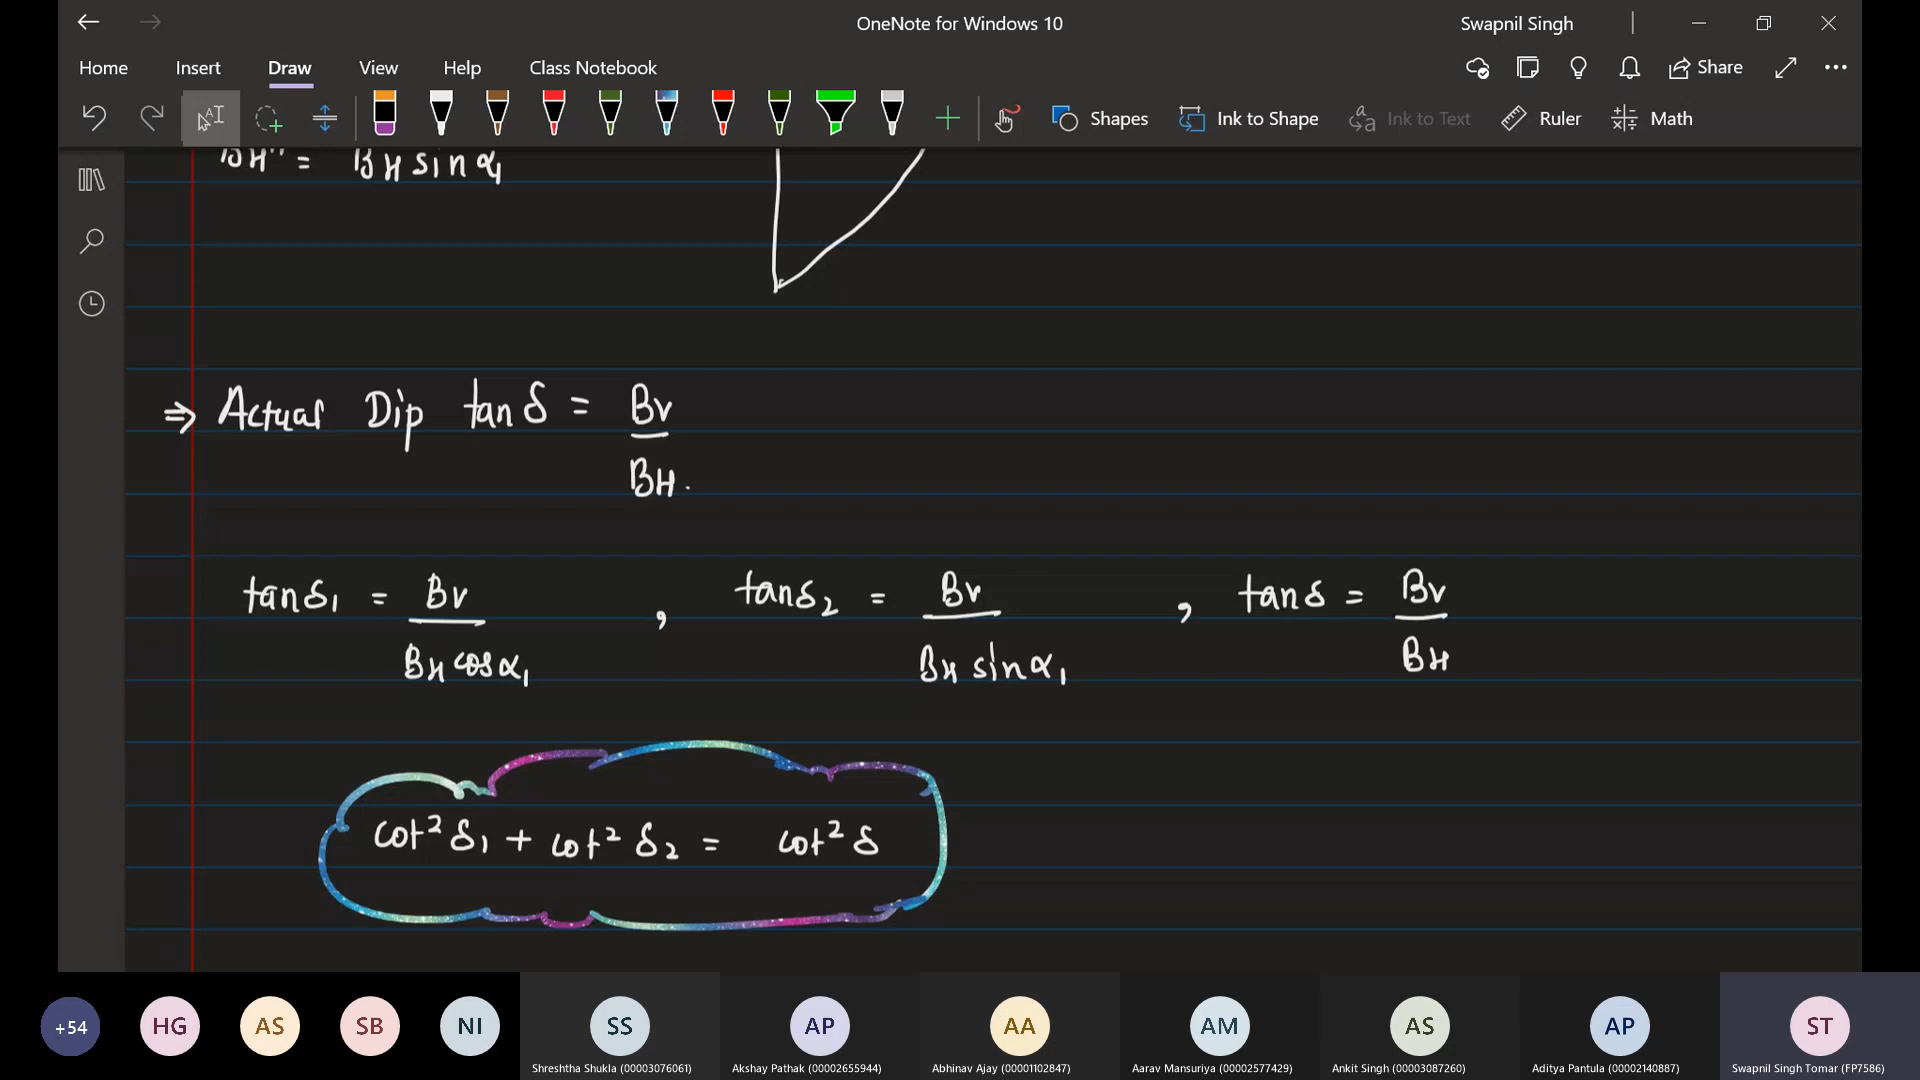 OneNote for Windows 10
Swapnil Singh
Home Insert Draw View Help Class Notebook
Share
Shapes Ink to Shape Ink to Text Ruler Math
BH" = BH sin α₁
⇒ Actual Dip tan δ = Bv / BH.
tan δ₁ = Bv / BH cos α₁ , tan δ₂ = Bv / BH sin α₁ , tan δ = Bv / BH
cot² δ₁ + cot² δ₂ = cot² δ
+54 HG AS SB NI SS AP AA AM AS AP ST
Shreshtha Shukla (00003076061) Akshay Pathak (00002655944) Abhinav Ajay (00001102847) Aarav Mansuriya (00002577429) Ankit Singh (00003087260) Aditya Pantula (00002140887) Swapnil Singh Tomar (FP7586)